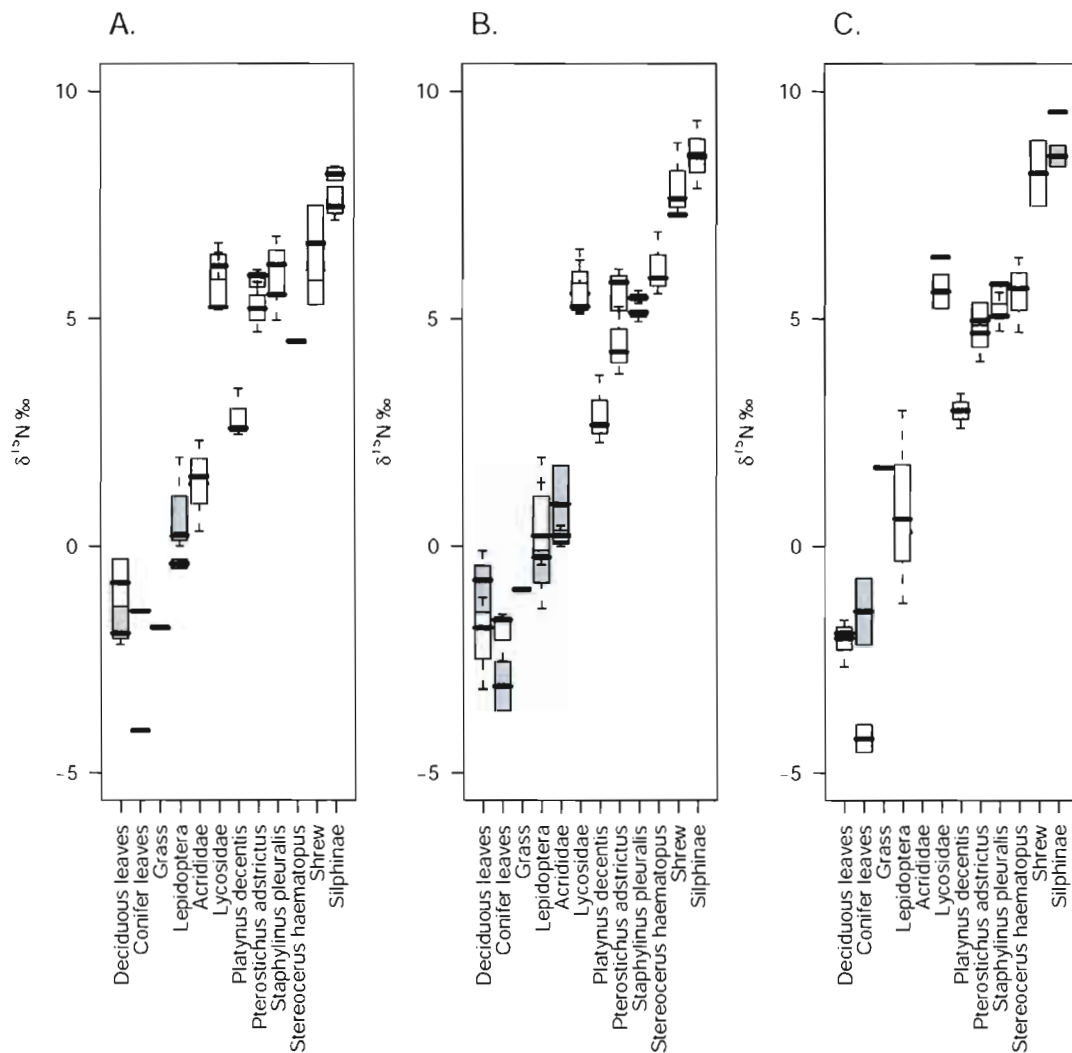 A.
B.
C.
10
5
0
-5
δ¹⁵N ‰
Deciduous leaves
Conifer leaves
Grass
Lepidoptera
Acrididae
Lycosidae
Platynus decentis
Pterostichus adstrictus
Staphylinus pleuralis
Stereocerus haematopus
Shrew
Silphinae
10
5
0
-5
δ¹⁵N ‰
Deciduous leaves
Conifer leaves
Grass
Lepidoptera
Acrididae
Lycosidae
Platynus decentis
Pterostichus adstrictus
Staphylinus pleuralis
Stereocerus haematopus
Shrew
Silphinae
10
5
0
-5
δ¹⁵N ‰
Deciduous leaves
Conifer leaves
Grass
Lepidoptera
Acrididae
Lycosidae
Platynus decentis
Pterostichus adstrictus
Staphylinus pleuralis
Stereocerus haematopus
Shrew
Silphinae